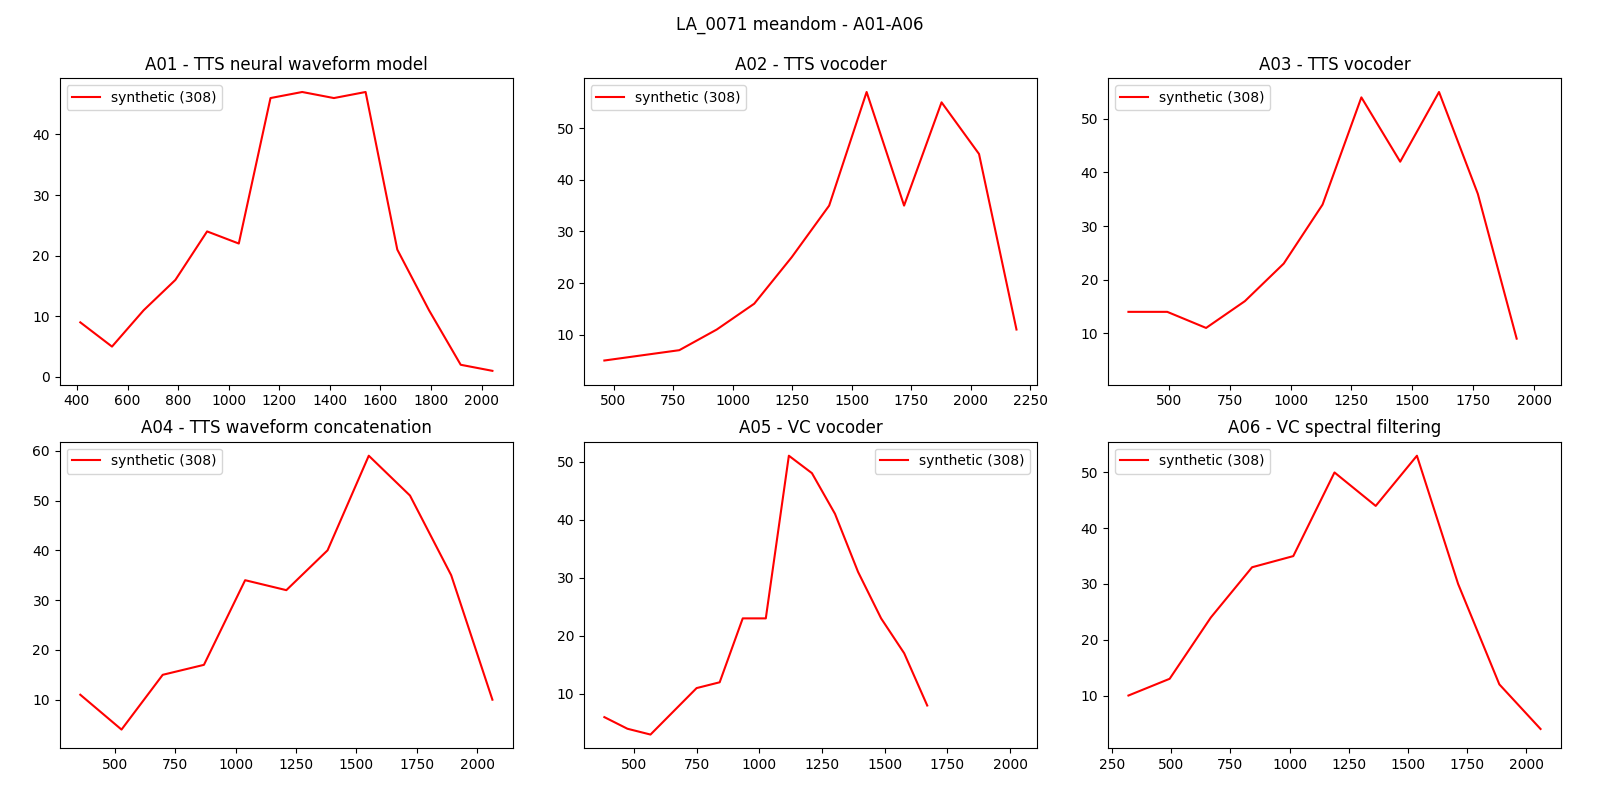 LA_0071 meandom - A01-A06
A01 - TTS neural waveform model
synthetic (308)
40
30
20
10
0
400 600 800 1000 1200 1400 1600 1800 2000
A02 - TTS vocoder
synthetic (308)
50
40
30
20
10
500 750 1000 1250 1500 1750 2000 2250
A03 - TTS vocoder
synthetic (308)
50
40
30
20
10
500 750 1000 1250 1500 1750 2000
A04 - TTS waveform concatenation
synthetic (308)
60
50
40
30
20
10
500 750 1000 1250 1500 1750 2000
A05 - VC vocoder
synthetic (308)
50
40
30
20
10
500 750 1000 1250 1500 1750 2000
A06 - VC spectral filtering
synthetic (308)
50
40
30
20
10
250 500 750 1000 1250 1500 1750 2000